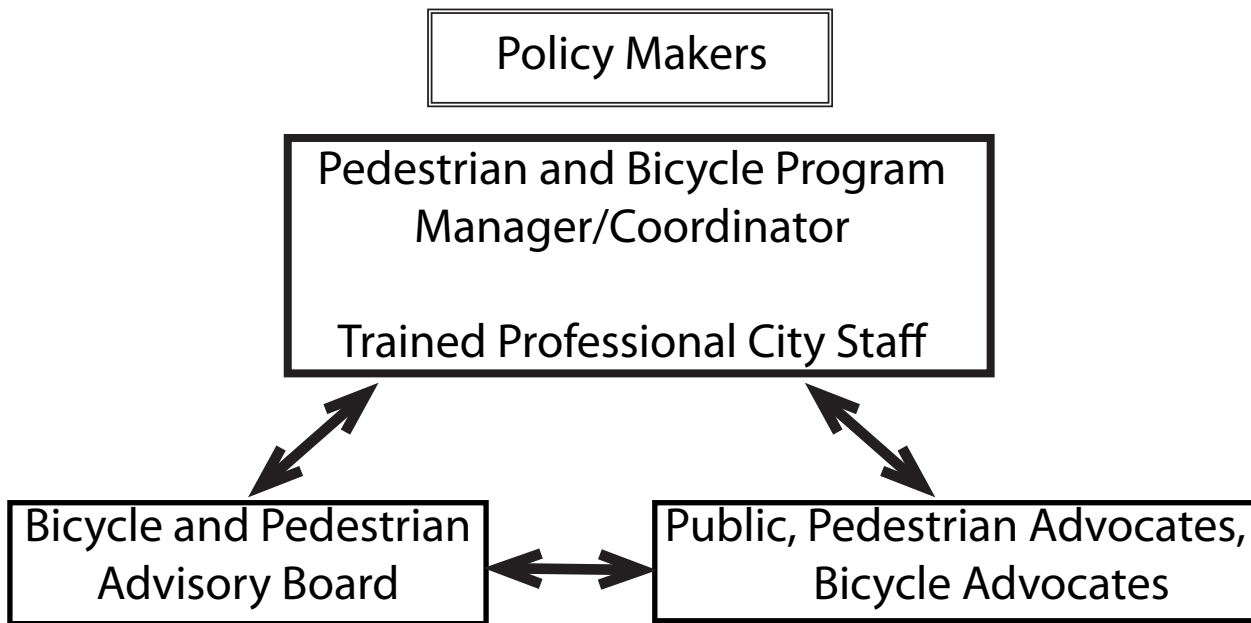 Policy Makers
Pedestrian and Bicycle Program
Manager/Coordinator
Trained Professional City Staff
Bicycle and Pedestrian
Advisory Board
Public, Pedestrian Advocates,
Bicycle Advocates